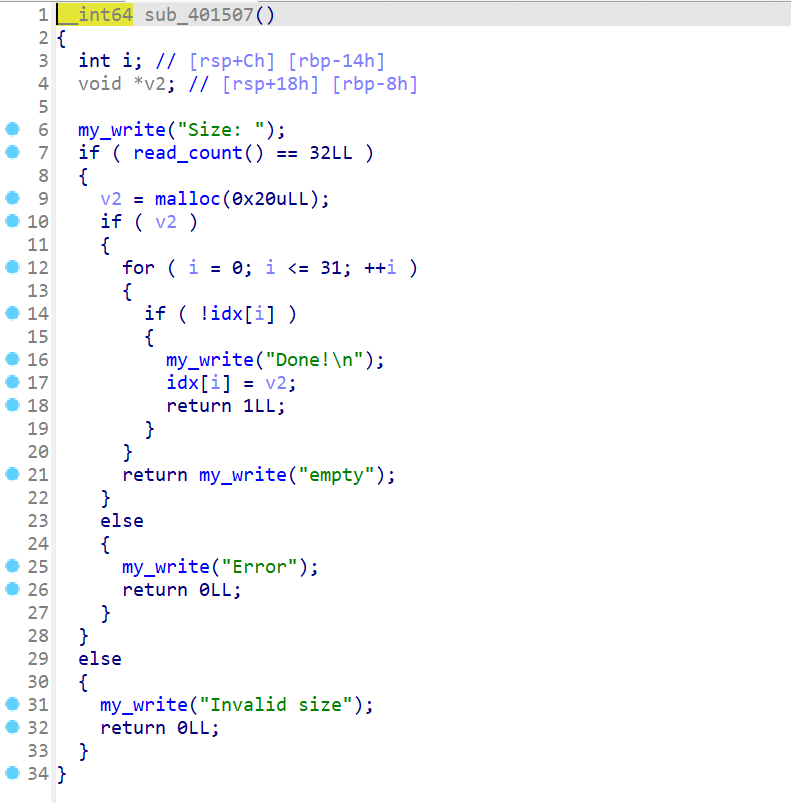 1 __int64 sub_401507()
2 {
3   int i; // [rsp+Ch] [rbp-14h]
4   void *v2; // [rsp+18h] [rbp-8h]
5
6   my_write("Size: ");
7   if ( read_count() == 32LL )
8   {
9     v2 = malloc(0x20uLL);
10     if ( v2 )
11     {
12       for ( i = 0; i <= 31; ++i )
13       {
14         if ( !idx[i] )
15         {
16           my_write("Done!\n");
17           idx[i] = v2;
18           return 1LL;
19         }
20       }
21       return my_write("empty");
22     }
23     else
24     {
25       my_write("Error");
26       return 0LL;
27     }
28   }
29   else
30   {
31     my_write("Invalid size");
32     return 0LL;
33   }
34 }